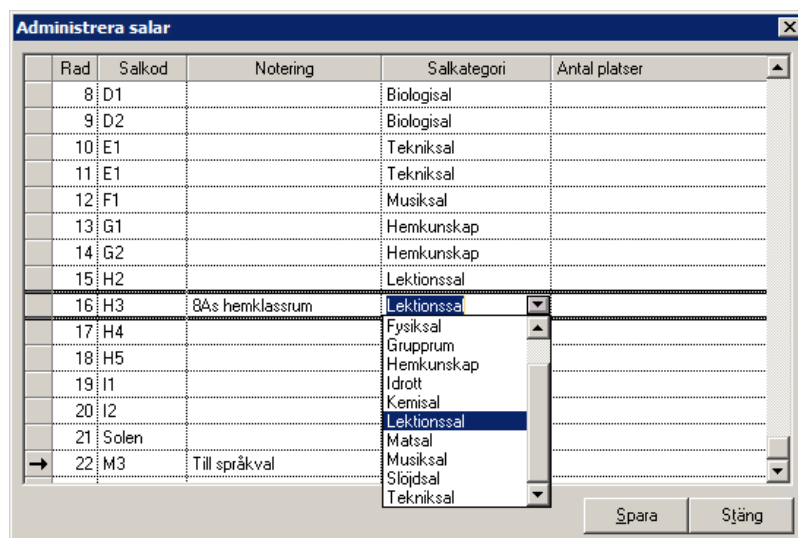 Administrera salar
Rad Salkod Notering Salkategori Antal platser
8 D1 Biologisal
9 D2 Biologisal
10 E1 Tekniksal
11 E1 Tekniksal
12 F1 Musiksal
13 G1 Hemkunskap
14 G2 Hemkunskap
15 H2 Lektionssal
16 H3 8As hemklassrum Lektionssal
17 H4
18 H5
19 I1
20 I2
21 Solen
22 M3 Till språkval
Fysiksal
Grupprum
Hemkunskap
Idrott
Kemisal
Lektionssal
Matsal
Musiksal
Slöjdsal
Tekniksal
Spara Stäng